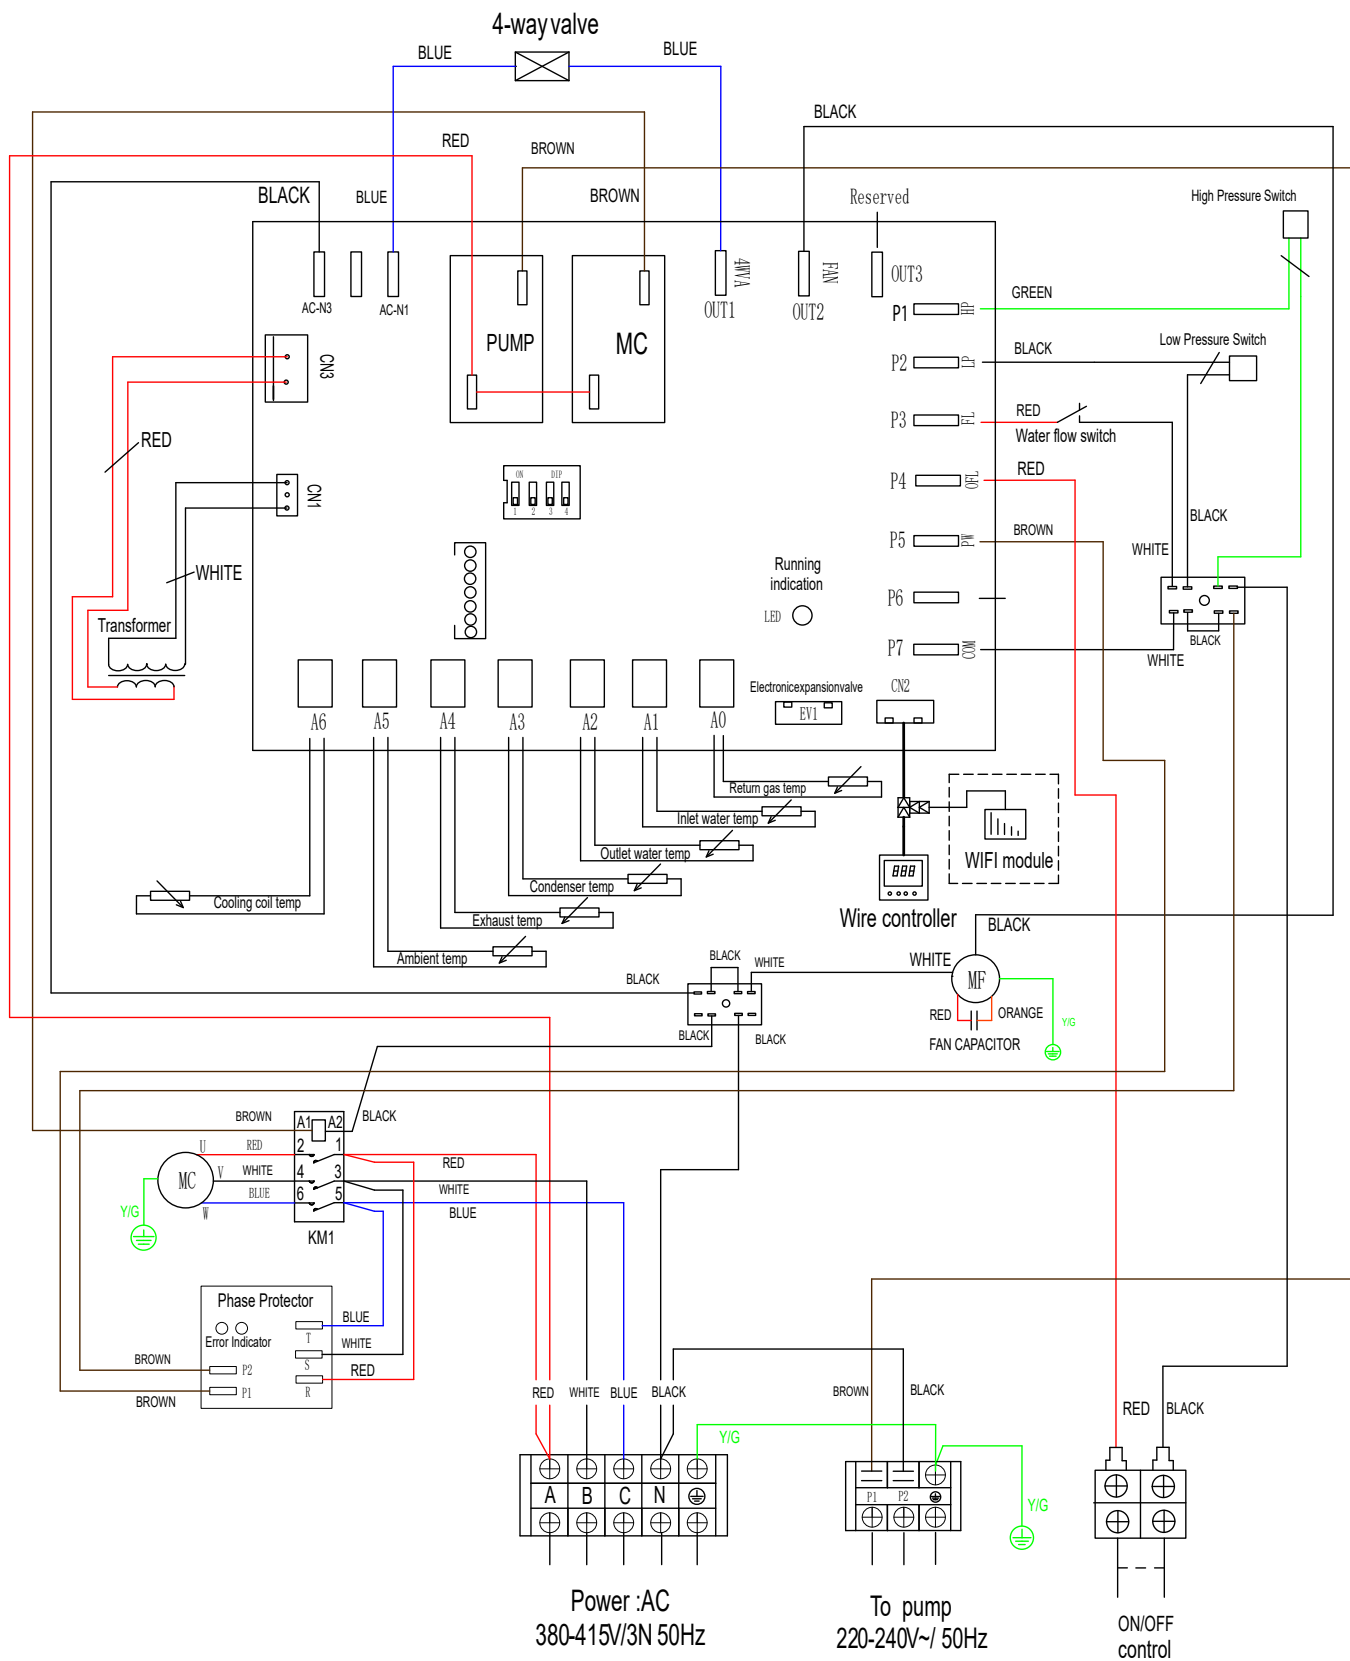 4-way valve
BLUE
BLUE
BLACK
RED
BROWN
BLACK
BLUE
BROWN
Reserved
High Pressure Switch
AC-N3
AC-N1
4WVA
OUT1
FAN
OUT2
OUT3
P1
HP
GREEN
CN3
PUMP
MC
P2
LP
BLACK
Low Pressure Switch
P3
FL
RED
Water flow switch
RED
P4
OFL
RED
ON
DIP
1
2
3
4
CN1
BLACK
P5
PW
BROWN
WHITE
WHITE
Running
indication
LED
P6
Transformer
P7
COM
BLACK
WHITE
A6
A5
A4
A3
A2
A1
A0
Electronicexpansionvalve
EV1
CN2
Return gas temp
Inlet water temp
Outlet water temp
Condenser temp
Cooling coil temp
Exhaust temp
Ambient temp
WIFI module
888
Wire controller
BLACK
BLACK
WHITE
WHITE
BLACK
MF
RED
ORANGE
Y/G
FAN CAPACITOR
BLACK
BLACK
BROWN
A1
A2
BLACK
U
RED
2
1
RED
MC
V
WHITE
4
3
WHITE
W
BLUE
6
5
BLUE
Y/G
KM1
Phase Protector
Error Indicator
T
BLUE
S
WHITE
R
RED
BROWN
P2
P1
BROWN
RED
WHITE
BLUE
BLACK
BROWN
BLACK
RED
BLACK
Y/G
A
B
C
N
P1
P2
Y/G
Power :AC
380-415V/3N 50Hz
To pump
220-240V~/ 50Hz
ON/OFF
control